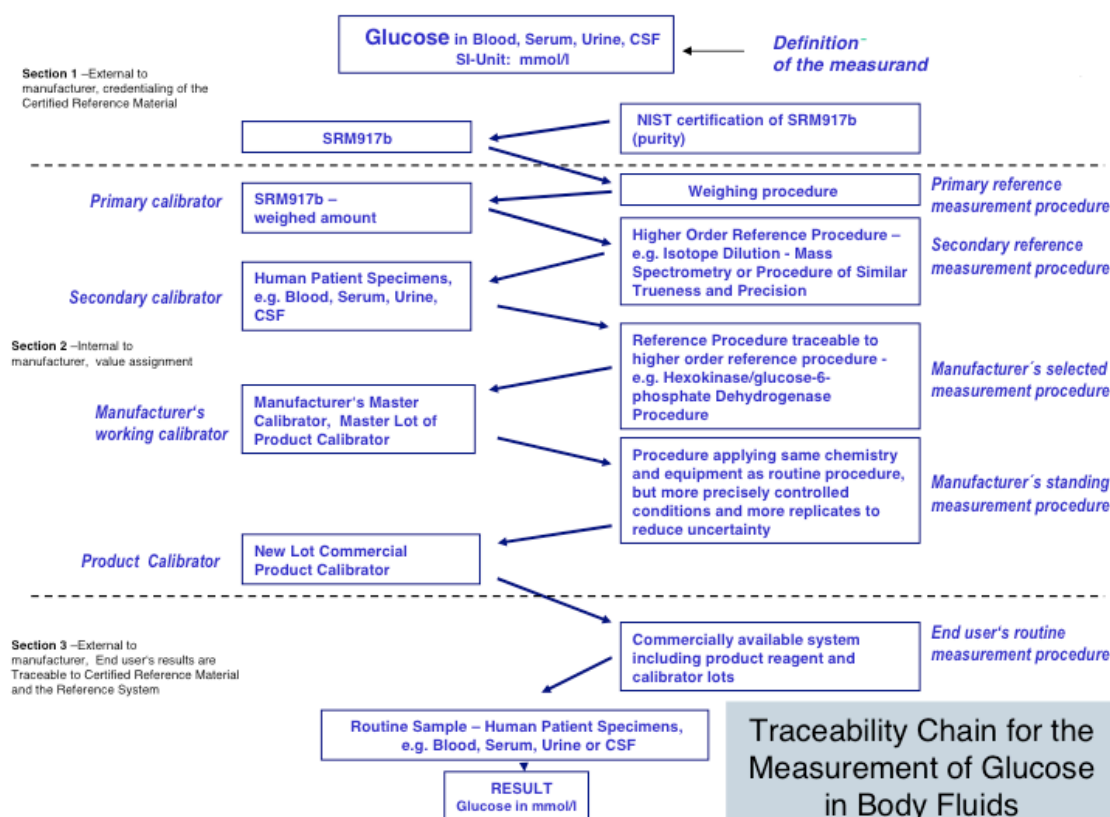 Glucose in Blood, Serum, Urine, CSF
SI-Unit: mmol/l
Definition
of the measurand
Section 1 –External to
manufacturer, credentialing of the
Certified Reference Material
NIST certification of SRM917b
(purity)
SRM917b
Primary calibrator
SRM917b –
weighed amount
Weighing procedure
Primary reference
measurement procedure
Higher Order Reference Procedure –
e.g. Isotope Dilution - Mass
Spectrometry or Procedure of Similar
Trueness and Precision
Secondary reference
measurement procedure
Secondary calibrator
Human Patient Specimens,
e.g. Blood, Serum, Urine,
CSF
Section 2 –Internal to
manufacturer, value assignment
Reference Procedure traceable to
higher order reference procedure -
e.g. Hexokinase/glucose-6-
phosphate Dehydrogenase
Procedure
Manufacturer´s selected
measurement procedure
Manufacturer‘s
working calibrator
Manufacturer's Master
Calibrator, Master Lot of
Product Calibrator
Procedure applying same chemistry
and equipment as routine procedure,
but more precisely controlled
conditions and more replicates to
reduce uncertainty
Manufacturer´s standing
measurement procedure
Product Calibrator
New Lot Commercial
Product Calibrator
Section 3 –External to
manufacturer, End user's results are
Traceable to Certified Reference Material
and the Reference System
Commercially available system
including product reagent and
calibrator lots
End user‘s routine
measurement procedure
Routine Sample – Human Patient Specimens,
e.g. Blood, Serum, Urine or CSF
RESULT
Glucose in mmol/l
Traceability Chain for the
Measurement of Glucose
in Body Fluids